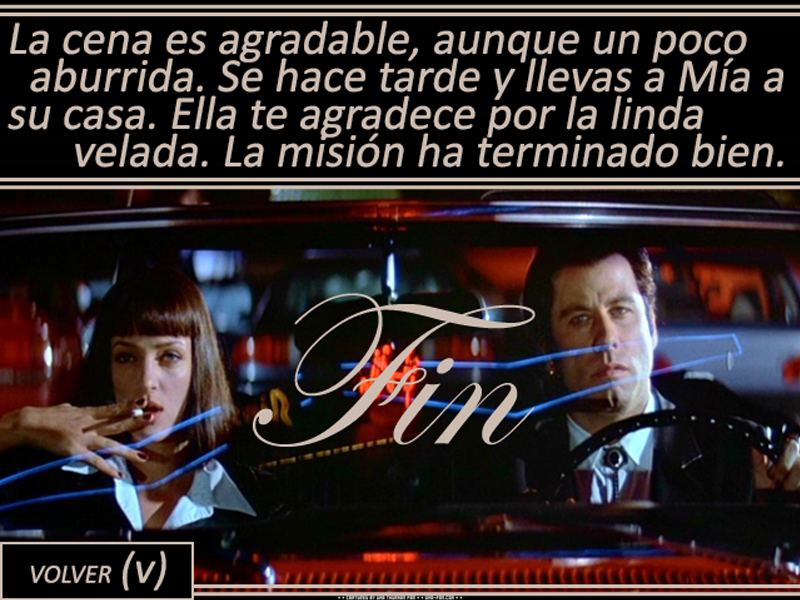 La cena es agradable, aunque un poco
aburrida. Se hace tarde y llevas a Mía a
su casa. Ella te agradece por la linda
velada. La misión ha terminado bien.
Fin
VOLVER (V)